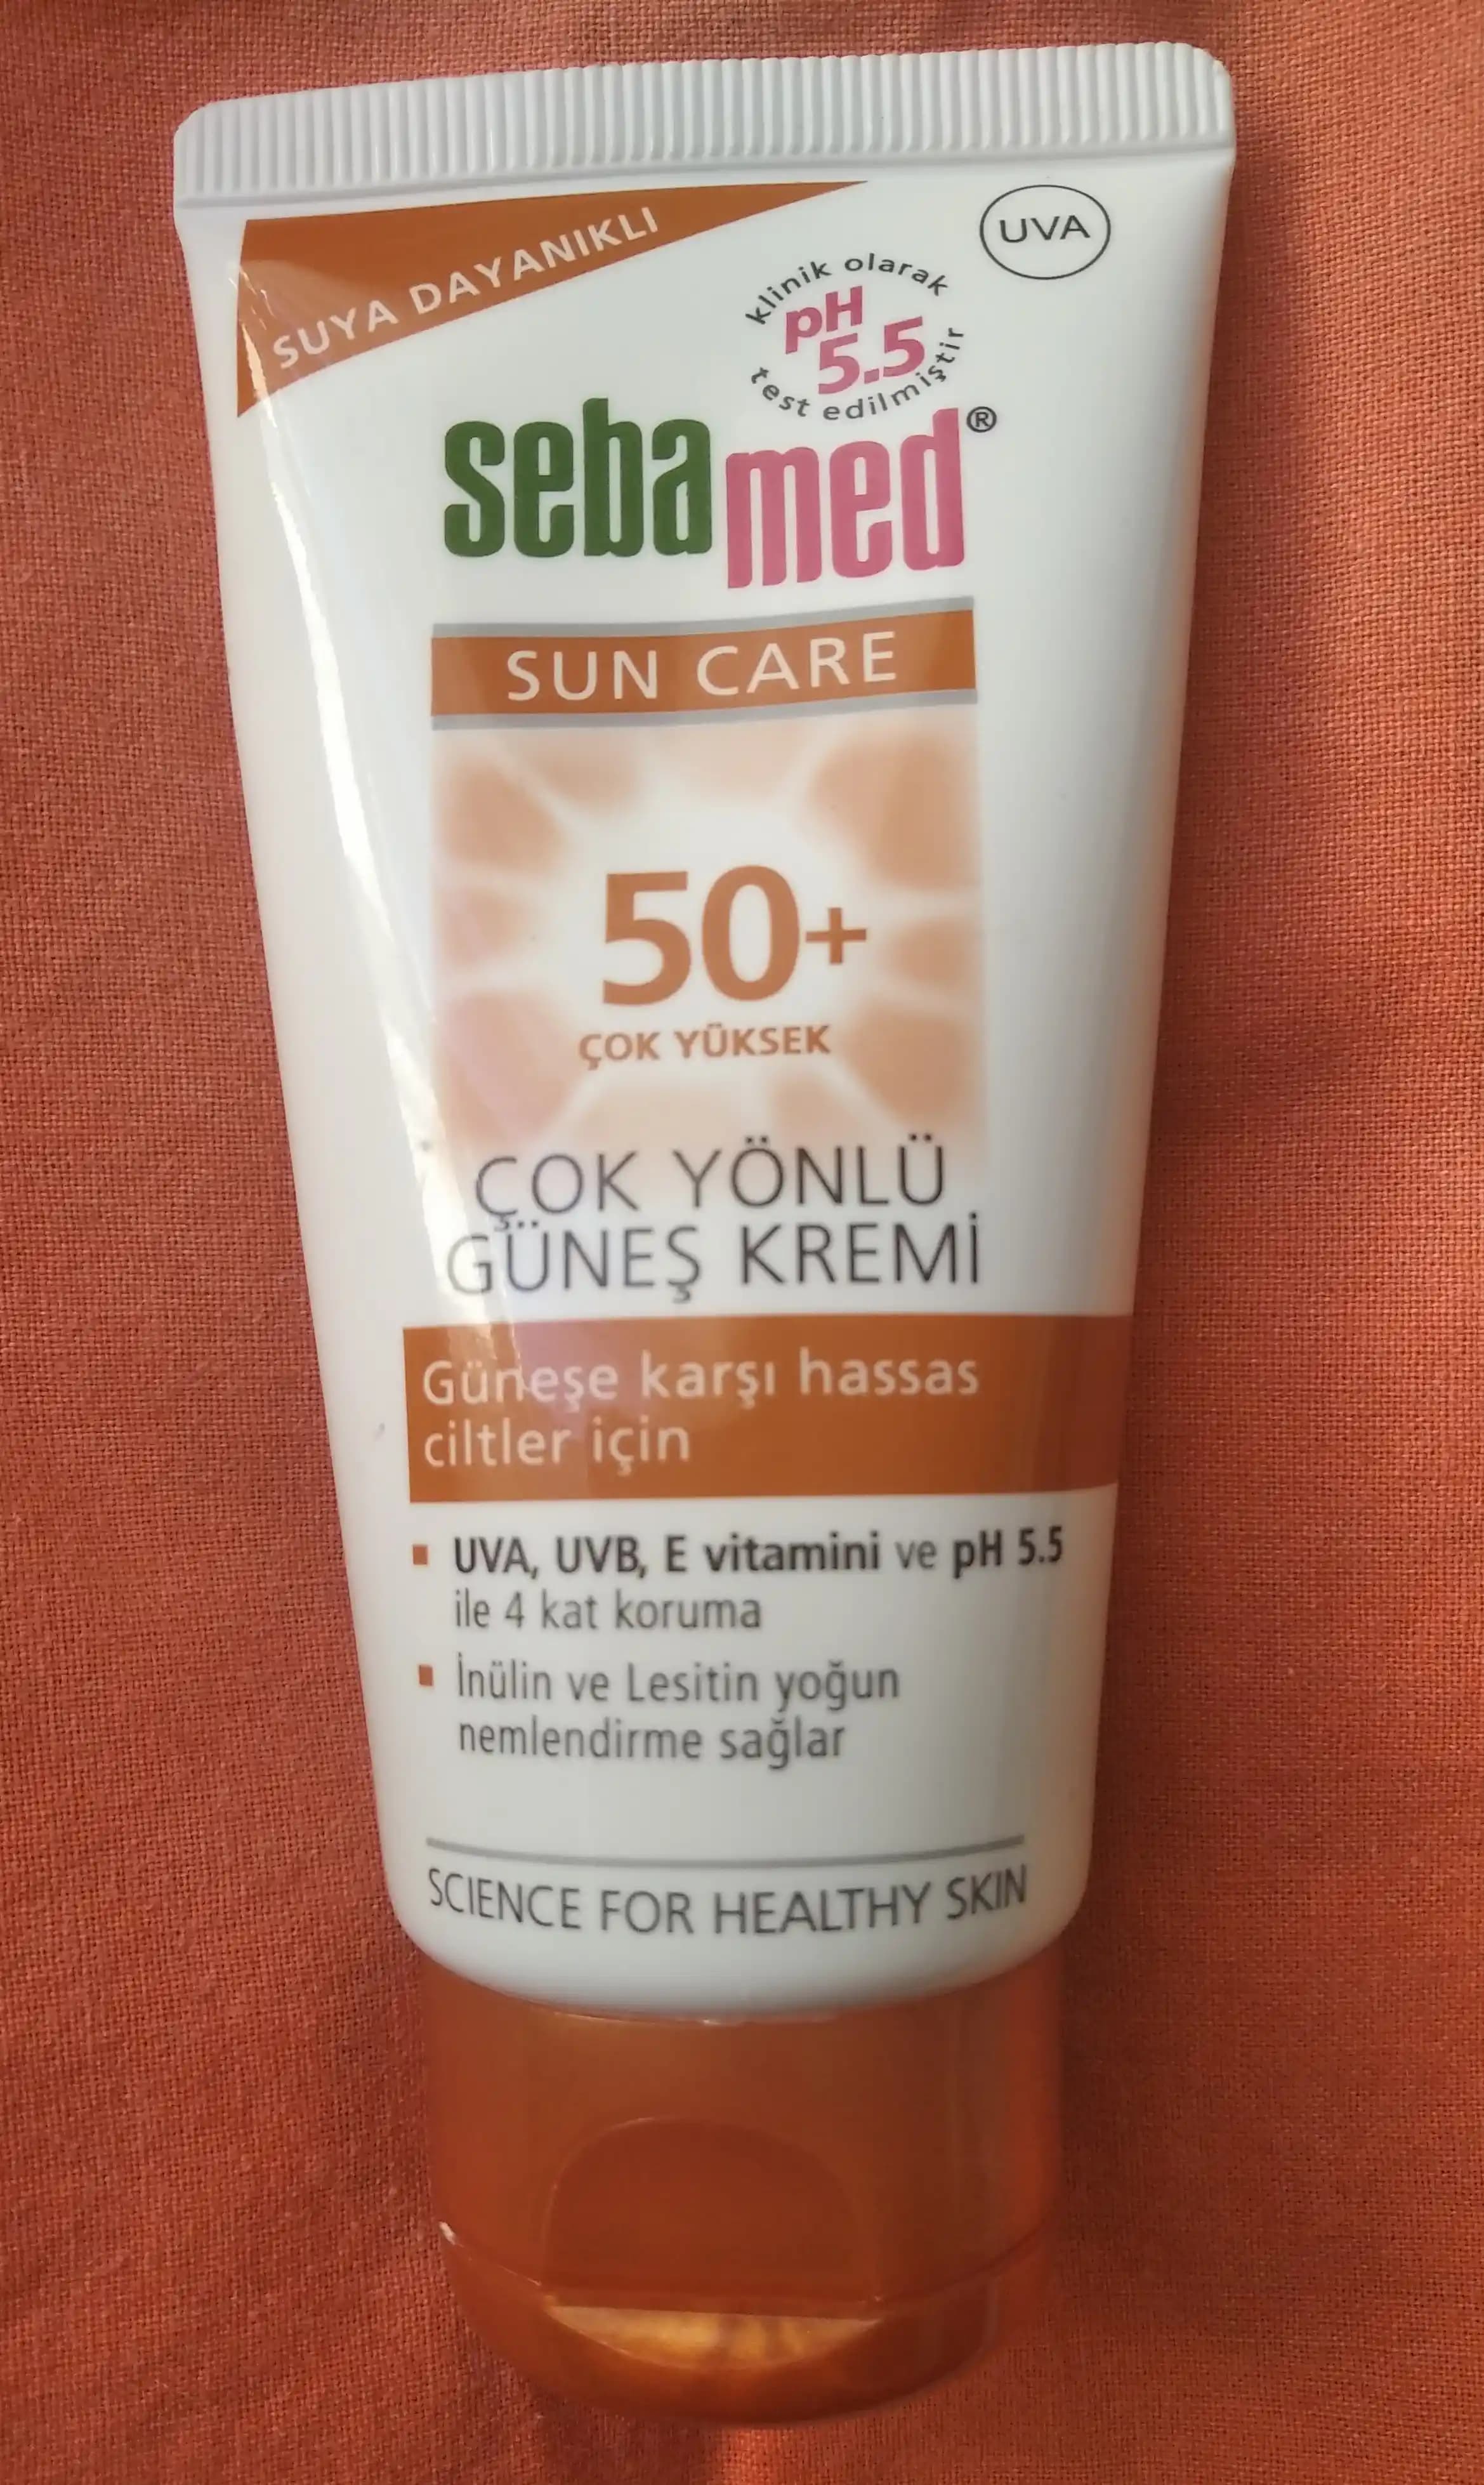 SUYA DAYANIKLI
UVA
klinik olarak
pH
5.5
test edilmiştir
sebamed®
SUN CARE
50+
ÇOK YÜKSEK
ÇOK YÖNLÜ
GÜNEŞ KREMİ
Güneşe karşı hassas
ciltler için
▪ UVA, UVB, E vitamini ve pH 5.5
ile 4 kat koruma
▪ İnülin ve Lesitin yoğun
nemlendirme sağlar
SCIENCE FOR HEALTHY SKIN